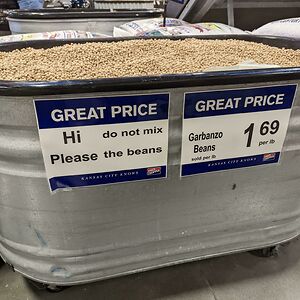 GREAT PRICE
Hi do not mix
Please the beans
KANSAS CITY KNOWS
GREAT PRICE
Garbanzo
Beans
sold per lb
1 69
per lb
KANSAS CITY KNOWS